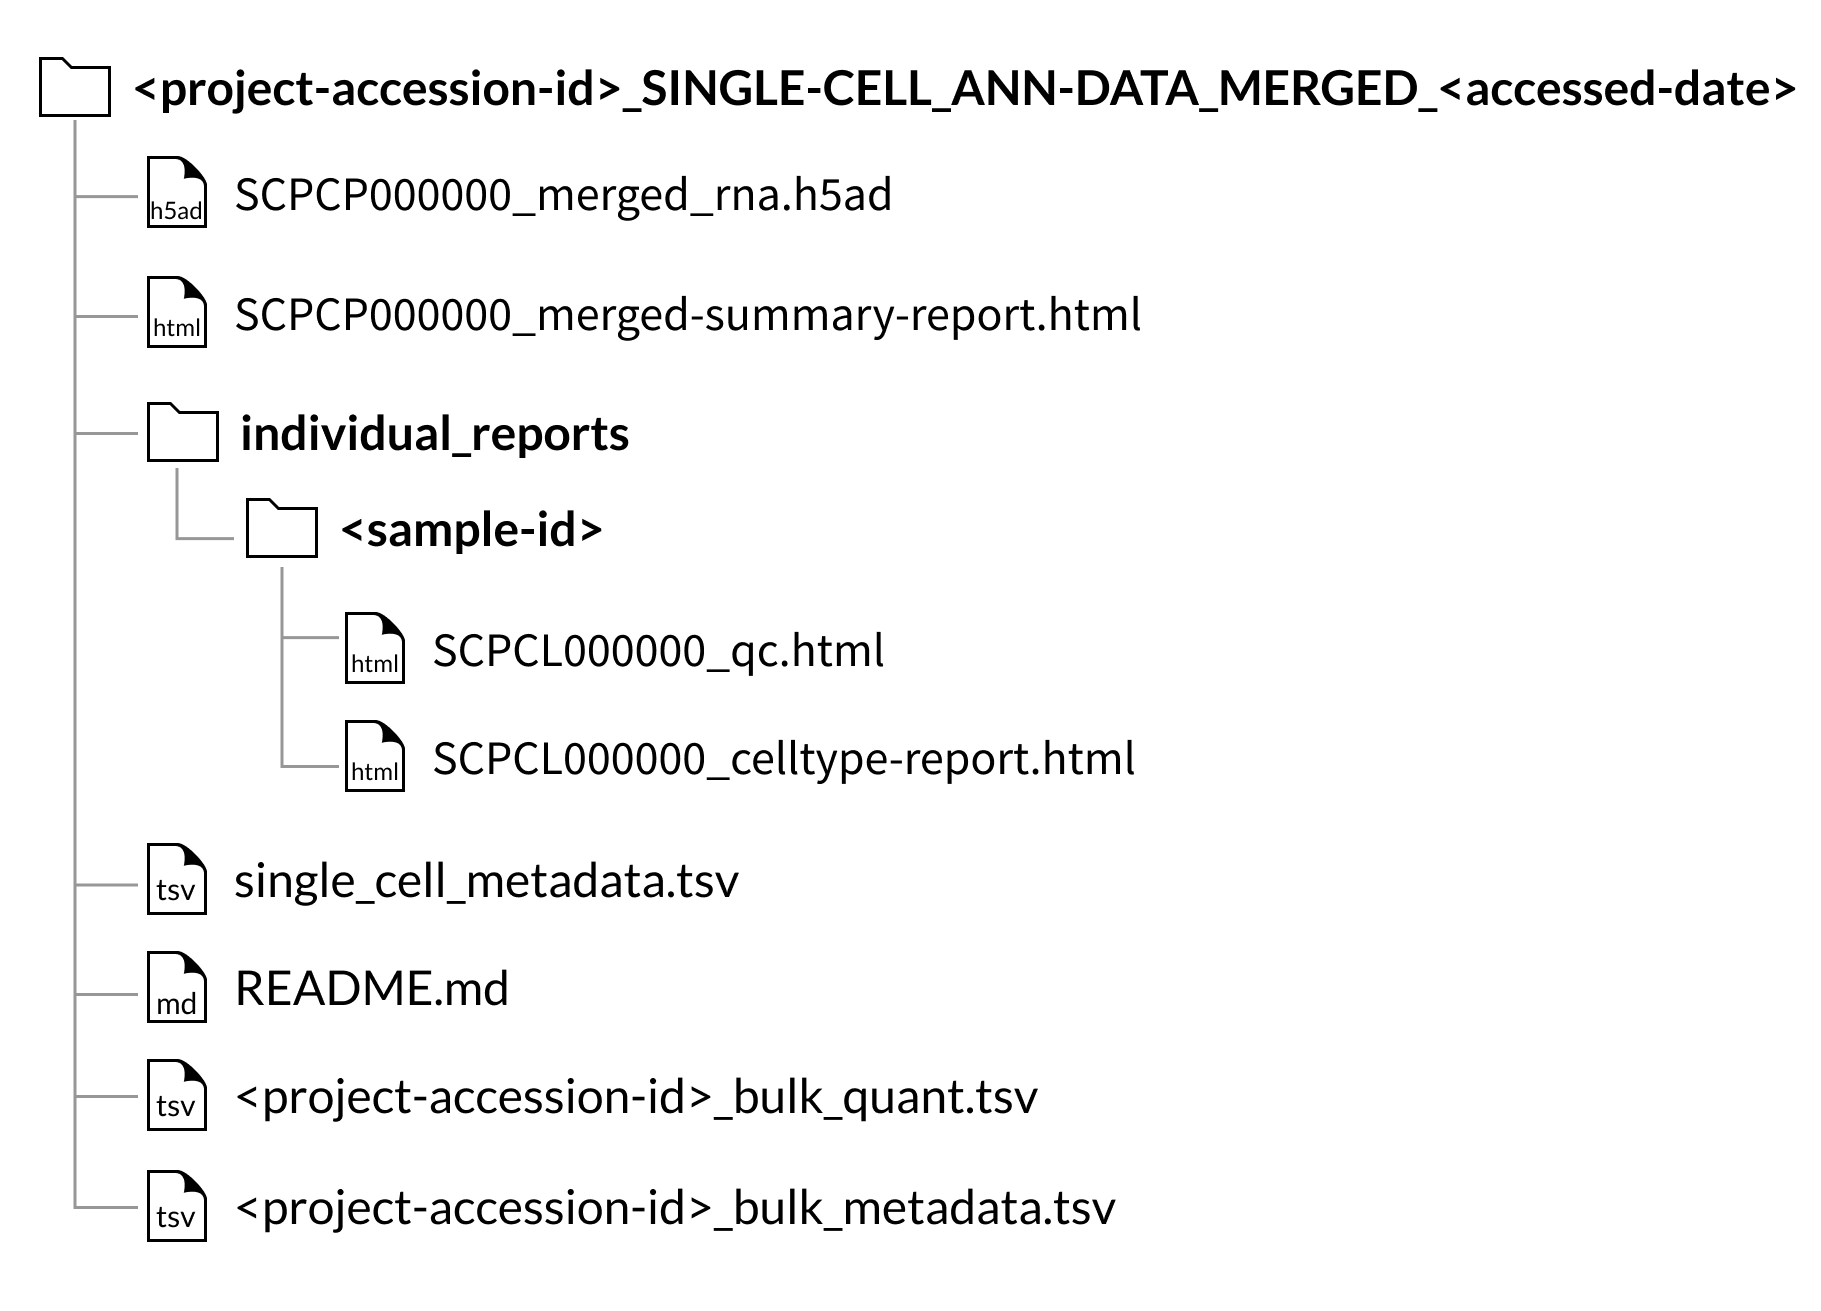 <project-accession-id>_SINGLE-CELL_ANN-DATA_MERGED_<accessed-date>
h5ad SCPCP000000_merged_rna.h5ad
html SCPCP000000_merged-summary-report.html
individual_reports
<sample-id>
html SCPCL000000_qc.html
html SCPCL000000_celltype-report.html
tsv single_cell_metadata.tsv
md README.md
tsv <project-accession-id>_bulk_quant.tsv
tsv <project-accession-id>_bulk_metadata.tsv